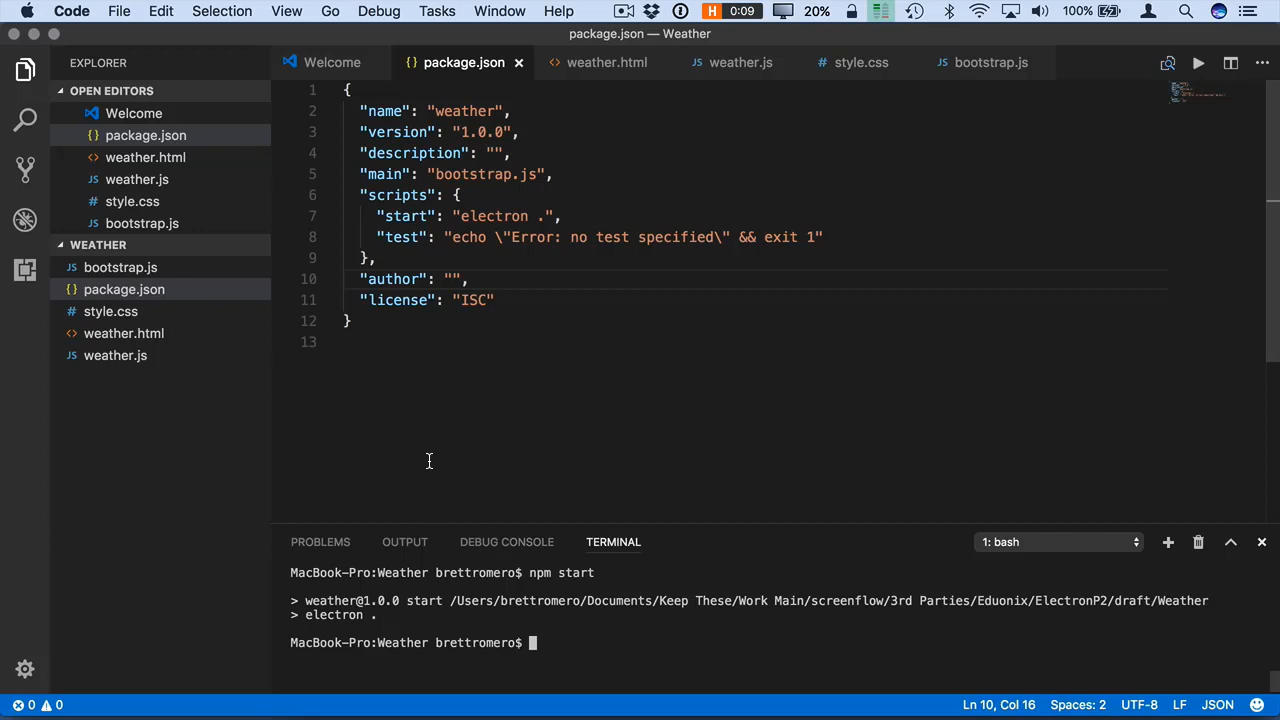 Code File Edit Selection View Go Debug Tasks Window Help H 0:09 20% 100%
package.json — Weather
EXPLORER
Welcome
{} package.json ×
<> weather.html
JS weather.js
# style.css
JS bootstrap.js
OPEN EDITORS
Welcome
{} package.json
<> weather.html
JS weather.js
# style.css
JS bootstrap.js
WEATHER
JS bootstrap.js
{} package.json
# style.css
<> weather.html
JS weather.js
1 {
2 "name": "weather",
3 "version": "1.0.0",
4 "description": "",
5 "main": "bootstrap.js",
6 "scripts": {
7 "start": "electron .",
8 "test": "echo \"Error: no test specified\" && exit 1"
9 },
10 "author": "",
11 "license": "ISC"
12 }
13
PROBLEMS OUTPUT DEBUG CONSOLE TERMINAL 1: bash
MacBook-Pro:Weather brettromero$ npm start
> weather@1.0.0 start /Users/brettromero/Documents/Keep These/Work Main/screenflow/3rd Parties/Eduonix/ElectronP2/draft/Weather
> electron .
MacBook-Pro:Weather brettromero$
0 0 Ln 10, Col 16 Spaces: 2 UTF-8 LF JSON